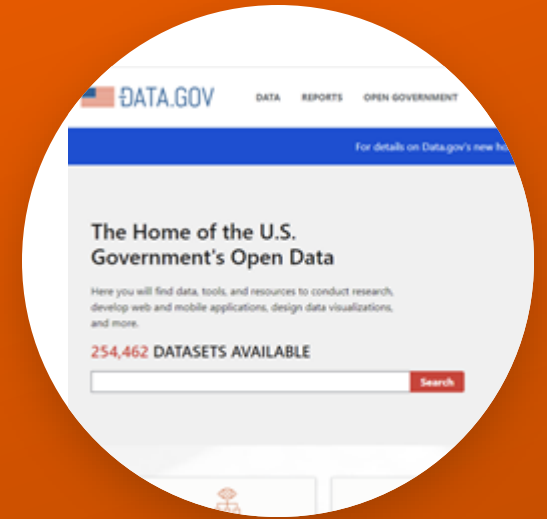 DATA.GOV
DATA REPORTS OPEN GOVERNMENT
For details on Data.gov's new
The Home of the U.S.
Government's Open Data
Here you will find data, tools, and resources to conduct research,
develop web and mobile applications, design data visualizations,
and more.
254,462 DATASETS AVAILABLE
Search